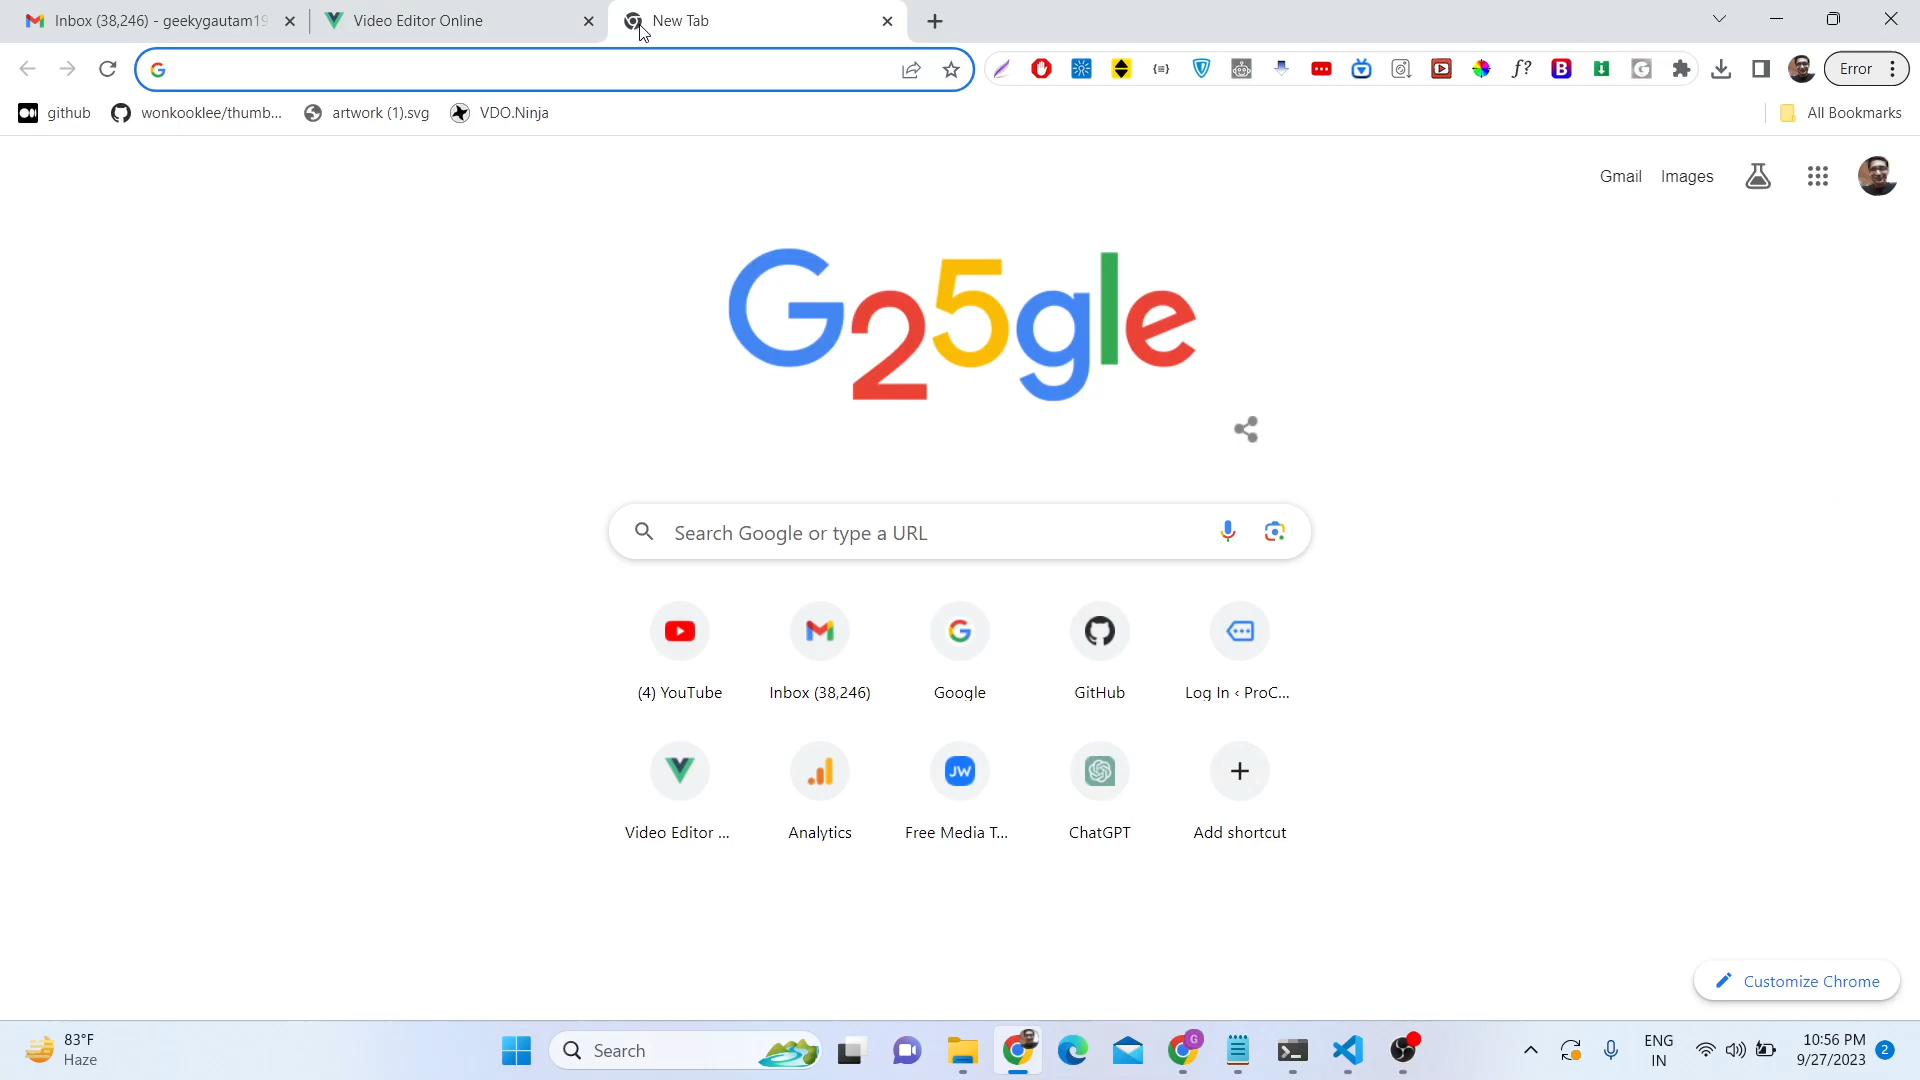 Inbox (38,246) - geekygautam19
Video Editor Online
New Tab
Error
github
wonkooklee/thumb...
artwork (1).svg
VDO.Ninja
All Bookmarks
Gmail
Images
G25gle
Search Google or type a URL
(4) YouTube
Inbox (38,246)
Google
GitHub
Log In ‹ ProC...
Video Editor ...
Analytics
Free Media T...
ChatGPT
Add shortcut
Customize Chrome
83°F
Haze
Search
ENG
IN
10:56 PM
9/27/2023
2